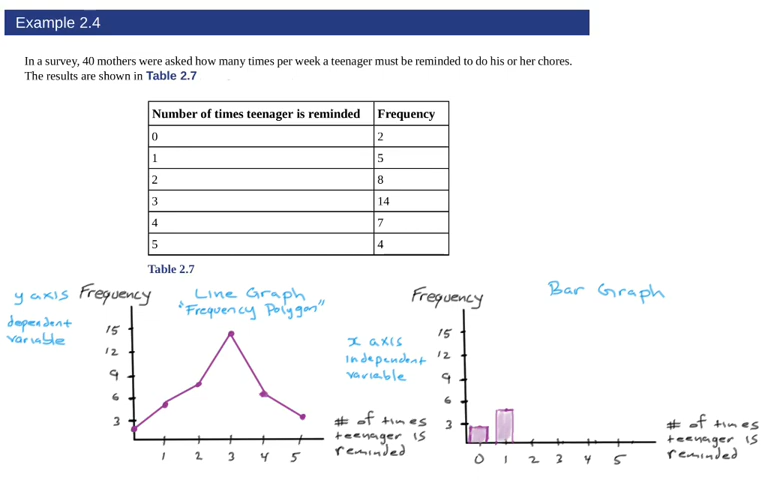 Example 2.4
In a survey, 40 mothers were asked how many times per week a teenager must be reminded to do his or her chores.
The results are shown in Table 2.7
Number of times teenager is reminded Frequency
0 2
1 5
2 8
3 14
4 7
5 4
Table 2.7
y axis
dependent
variable
Frequency
Line Graph
"Frequency Polygon"
15
12
9
6
3
1 2 3 4 5
# of times
teenager is
reminded
x axis
independent
variable
Frequency
Bar Graph
15
12
9
6
3
0 1 2 3 4 5
# of times
teenager is
reminded